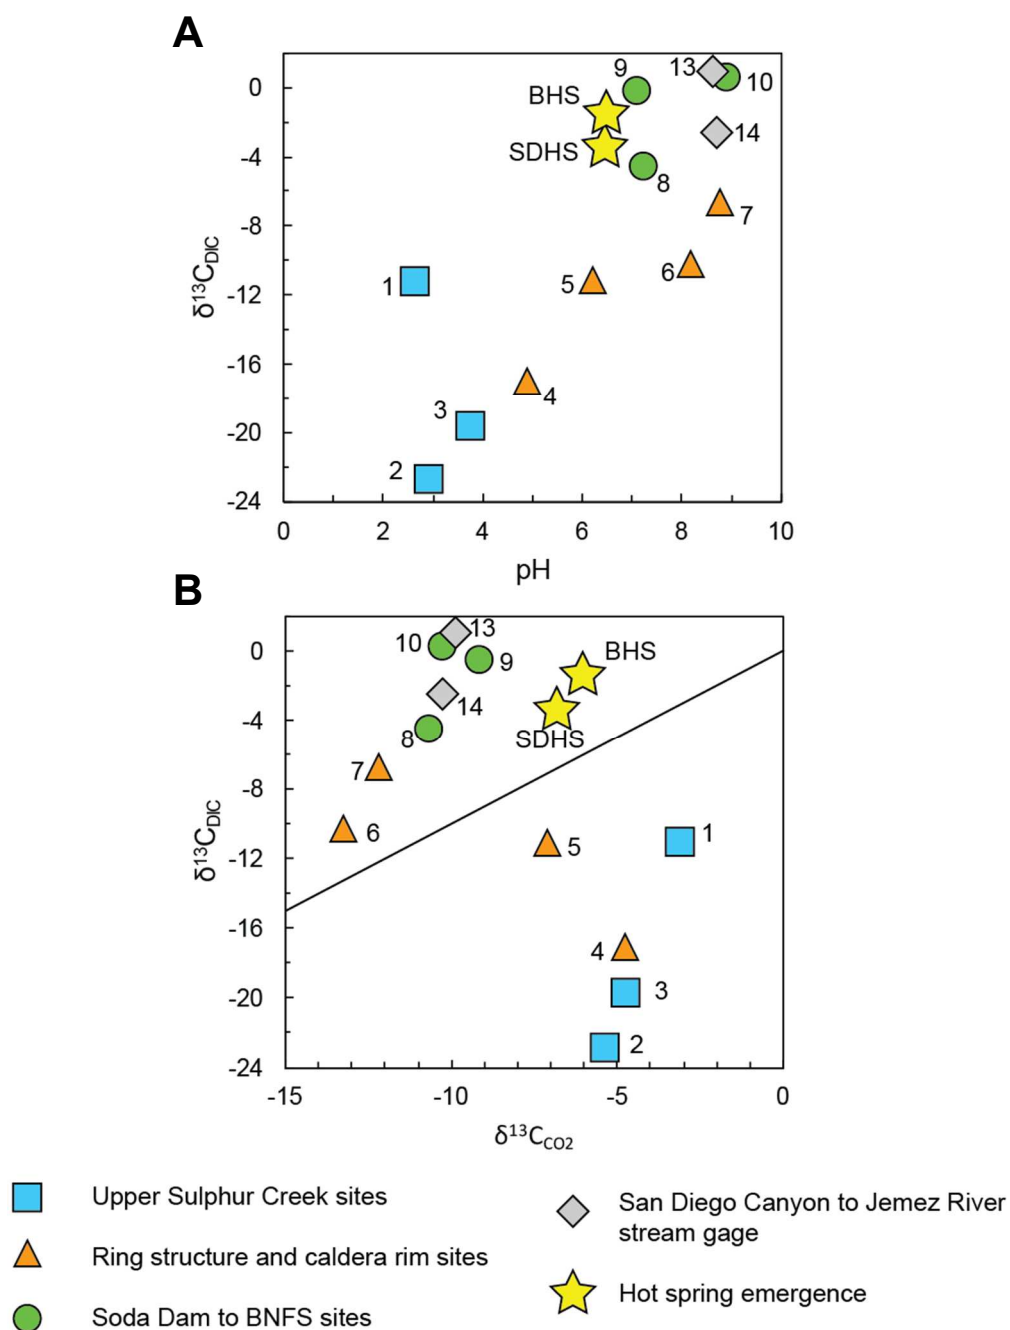 A
0
-4
-8
-12
-16
-20
-24
δ¹³C_DIC
0 2 4 6 8 10
pH
9
13
10
BHS
14
SDHS
8
7
6
5
1
4
3
2
B
0
-4
-8
-12
-16
-20
-24
δ¹³C_DIC
-15 -10 -5 0
δ¹³C_CO2
13
10
BHS
9
14
SDHS
8
7
6
1
5
4
3
2
Upper Sulphur Creek sites
Ring structure and caldera rim sites
Soda Dam to BNFS sites
San Diego Canyon to Jemez River
stream gage
Hot spring emergence